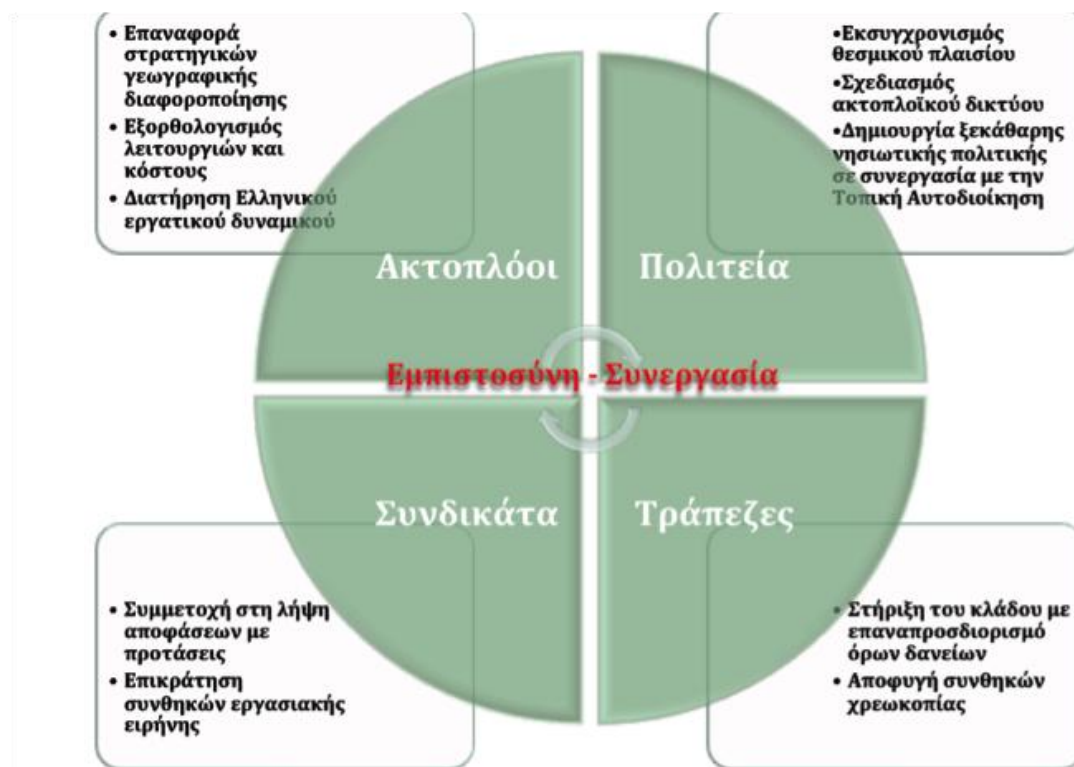 • Επαναφορά
στρατηγικών
γεωγραφικής
διαφοροποίησης
• Εξορθολογισμός
λειτουργιών και
κόστους
• Διατήρηση Ελληνικού
εργατικού δυναμικού
•Εκσυγχρονισμός
θεσμικού πλαισίου
•Σχεδιασμός
ακτοπλοϊκού δικτύου
•Δημιουργία ξεκάθαρης
νησιωτικής πολιτικής
σε συνεργασία με την
Τοπική Αυτοδιοίκηση
Ακτοπλόοι
Πολιτεία
Εμπιστοσύνη - Συνεργασία
Συνδικάτα
Τράπεζες
• Συμμετοχή στη λήψη
αποφάσεων με
προτάσεις
• Επικράτηση
συνθηκών εργασιακής
ειρήνης
• Στήριξη του κλάδου με
επαναπροσδιορισμό
όρων δανείων
• Αποφυγή συνθηκών
χρεωκοπίας